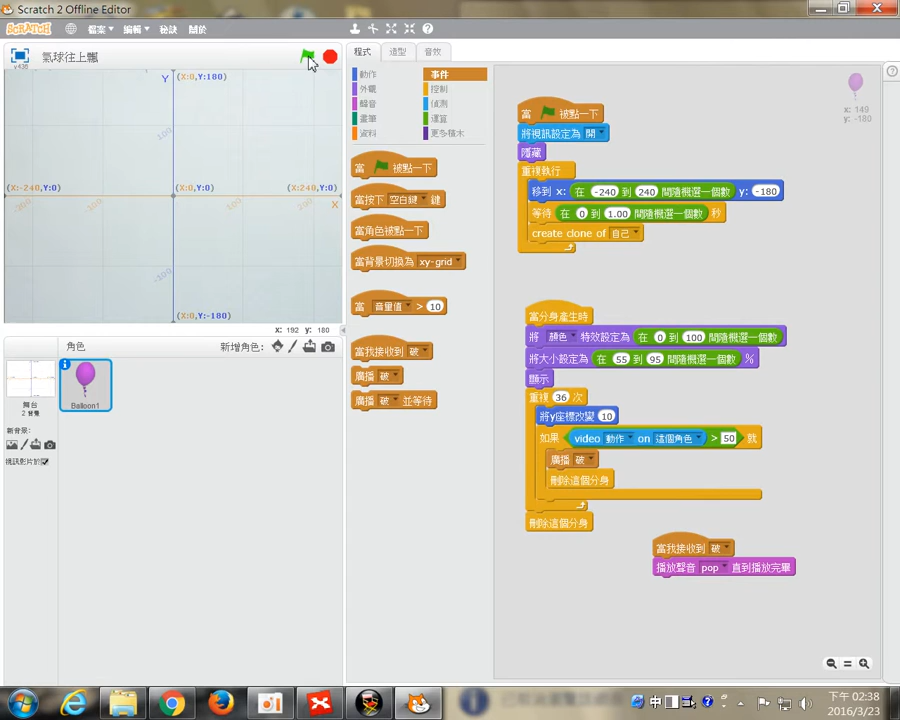 Scratch 2 Offline Editor
SCRATCH 檔案 編輯 秘訣 關於
氣球往上飄
v438
程式 造型 音效
動作 事件
外觀 控制
聲音 偵測
畫筆 運算
資料 更多積木
當 被點一下
當按下 空白鍵 鍵
當角色被點一下
當背景切換為 xy-grid
當 音量值 > 10
當我接收到 破
廣播 破
廣播 破 並等待
Y (X:0,Y:180)
100
(X:-240,Y:0) (X:0,Y:0) (X:240,Y:0)
-200 -100 100 200 X
-100
(X:0,Y:-180)
x: 192 y: 180
角色 新增角色:
舞台
2 背景
Balloon1
新背景:
視訊影片於
當 被點一下
將視訊設定為 開
隱藏
重複執行
移到 x: 在 -240 到 240 間隨機選一個數 y: -180
等待 在 0 到 1.00 間隨機選一個數 秒
create clone of 自己
x: 149
y: -180
當分身產生時
將 顏色 特效設定為 在 0 到 100 間隨機選一個數
將大小設定為 在 55 到 95 間隨機選一個數 %
顯示
重複 36 次
將y座標改變 10
如果 video 動作 on 這個角色 > 50 就
廣播 破
刪除這個分身
刪除這個分身
當我接收到 破
播放聲音 pop 直到播放完畢
中
下午 02:38
2016/3/23